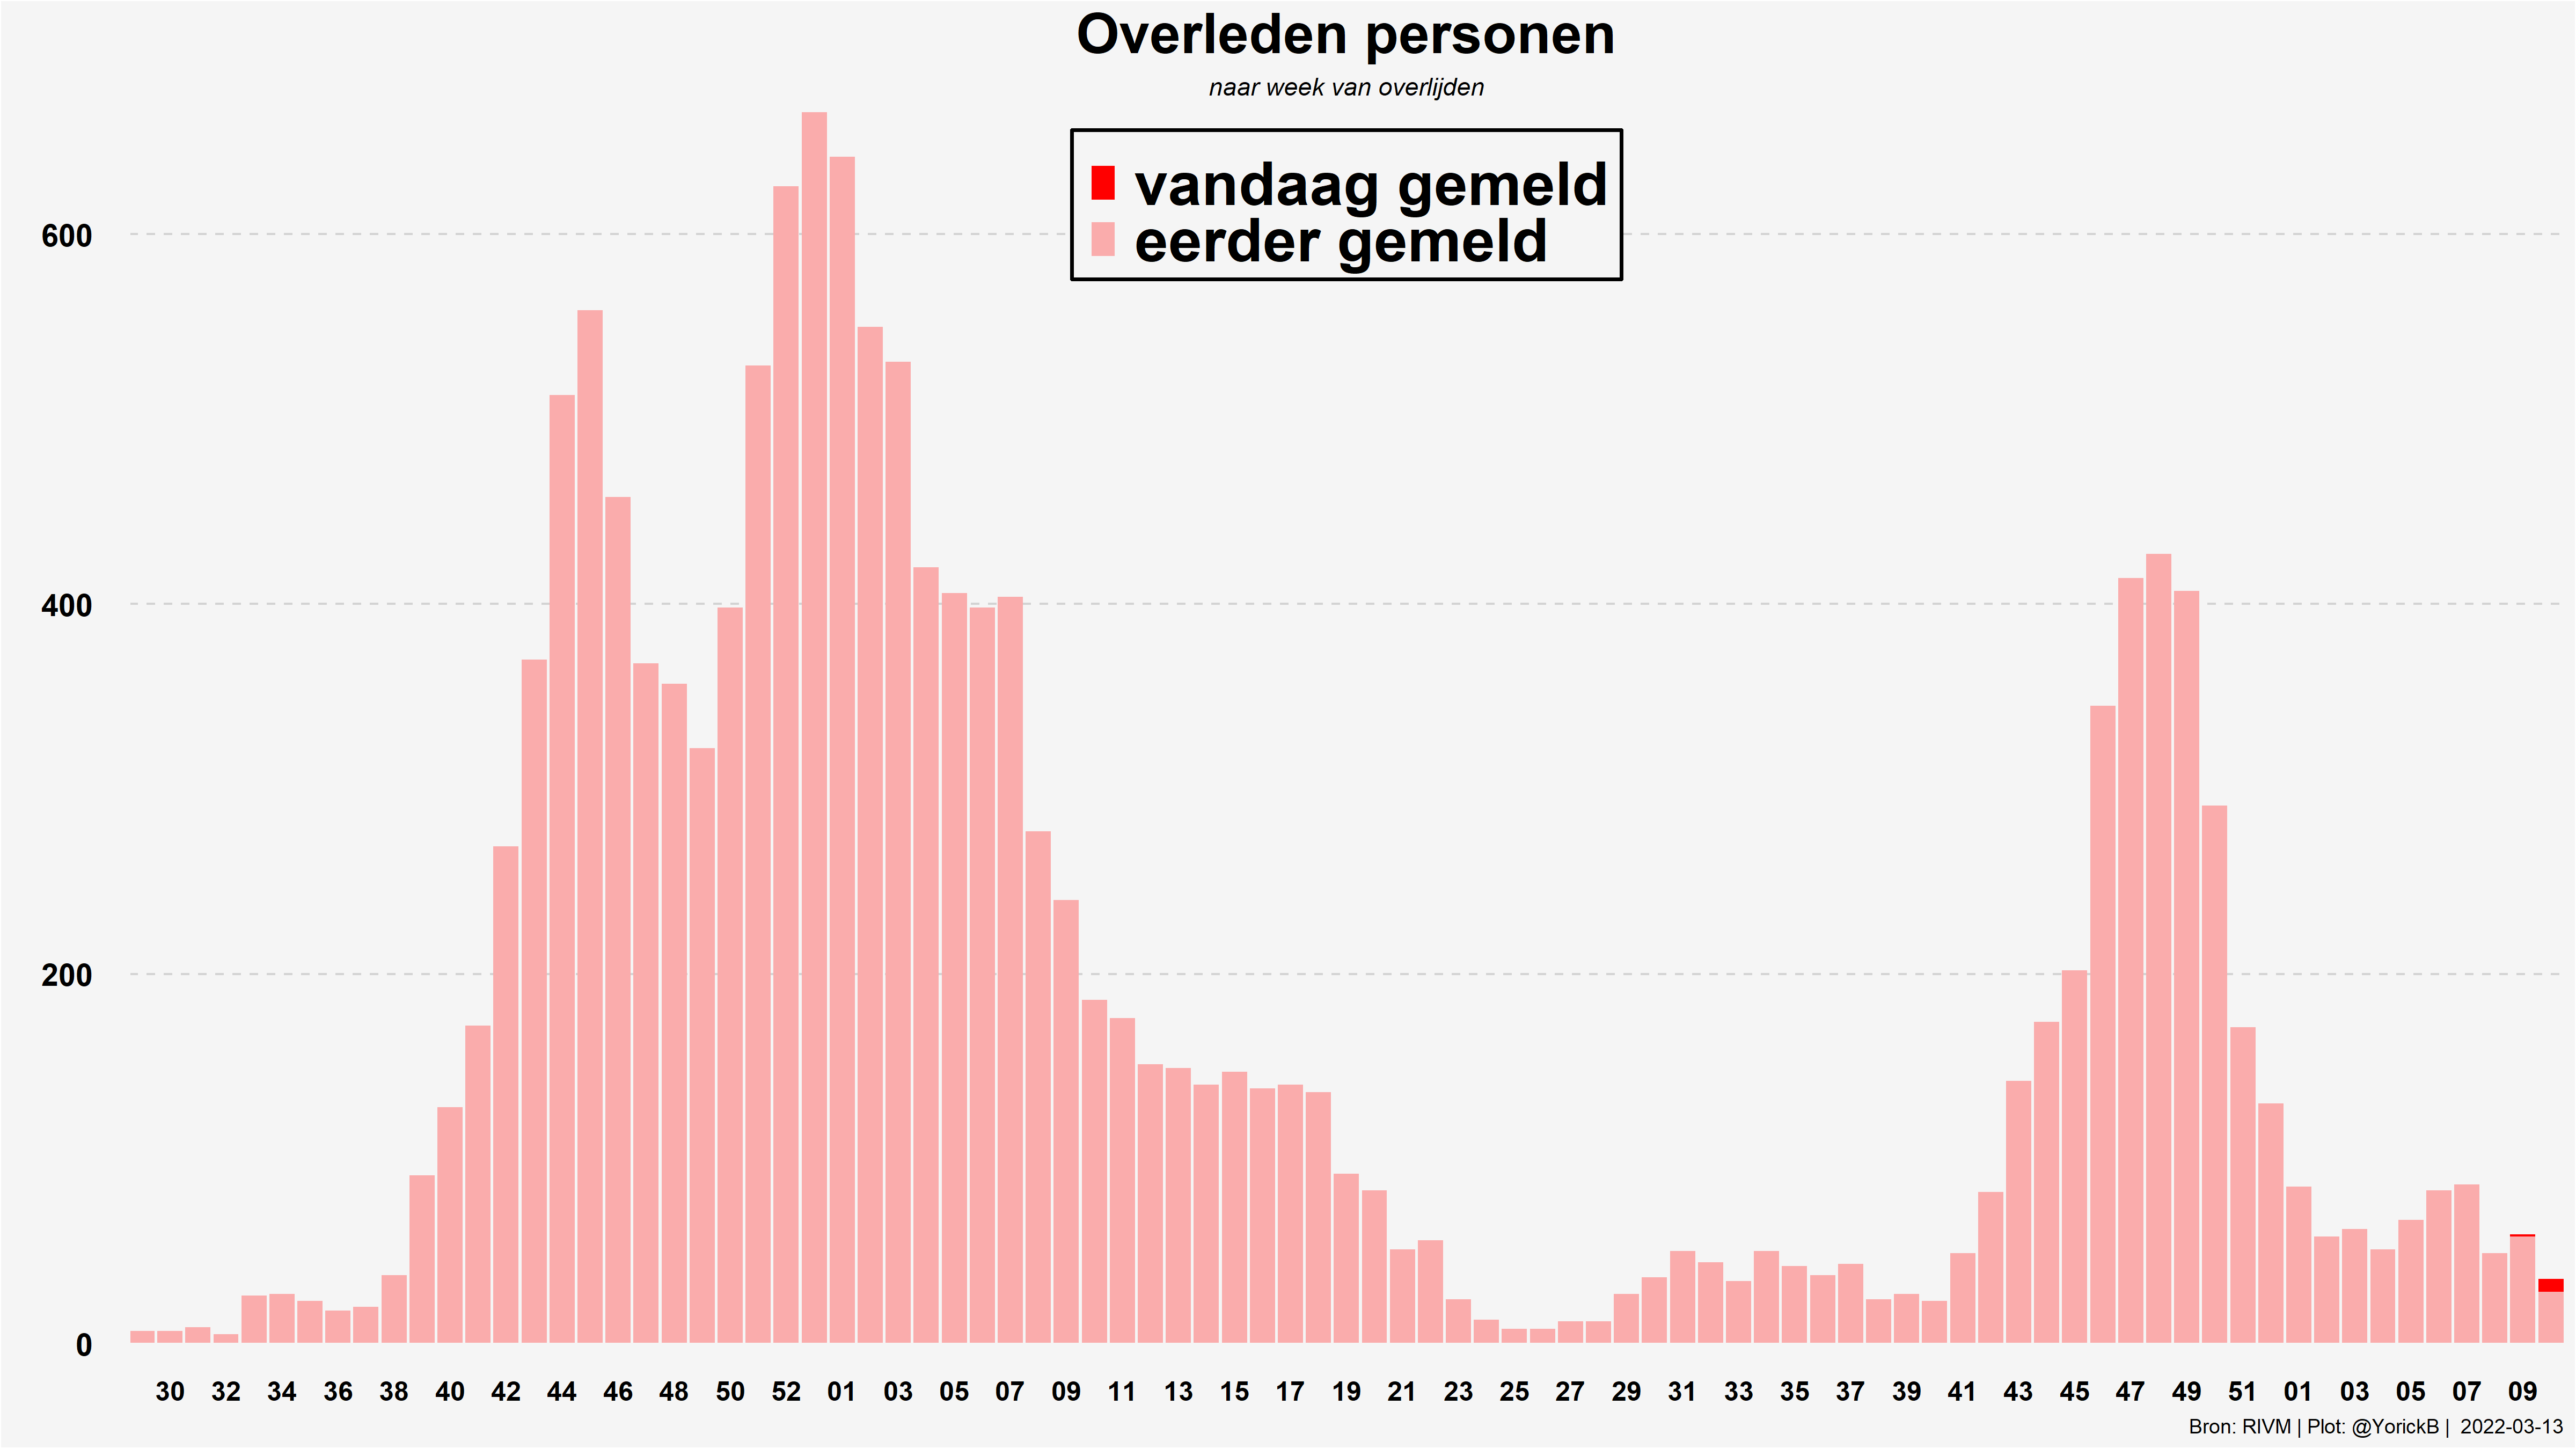 Overleden personen
naar week van overlijden
vandaag gemeld
eerder gemeld
600
400
200
0
30 32 34 36 38 40 42 44 46 48 50 52 01 03 05 07 09 11 13 15 17 19 21 23 25 27 29 31 33 35 37 39 41 43 45 47 49 51 01 03 05 07 09
Bron: RIVM | Plot: @YorickB | 2022-03-13